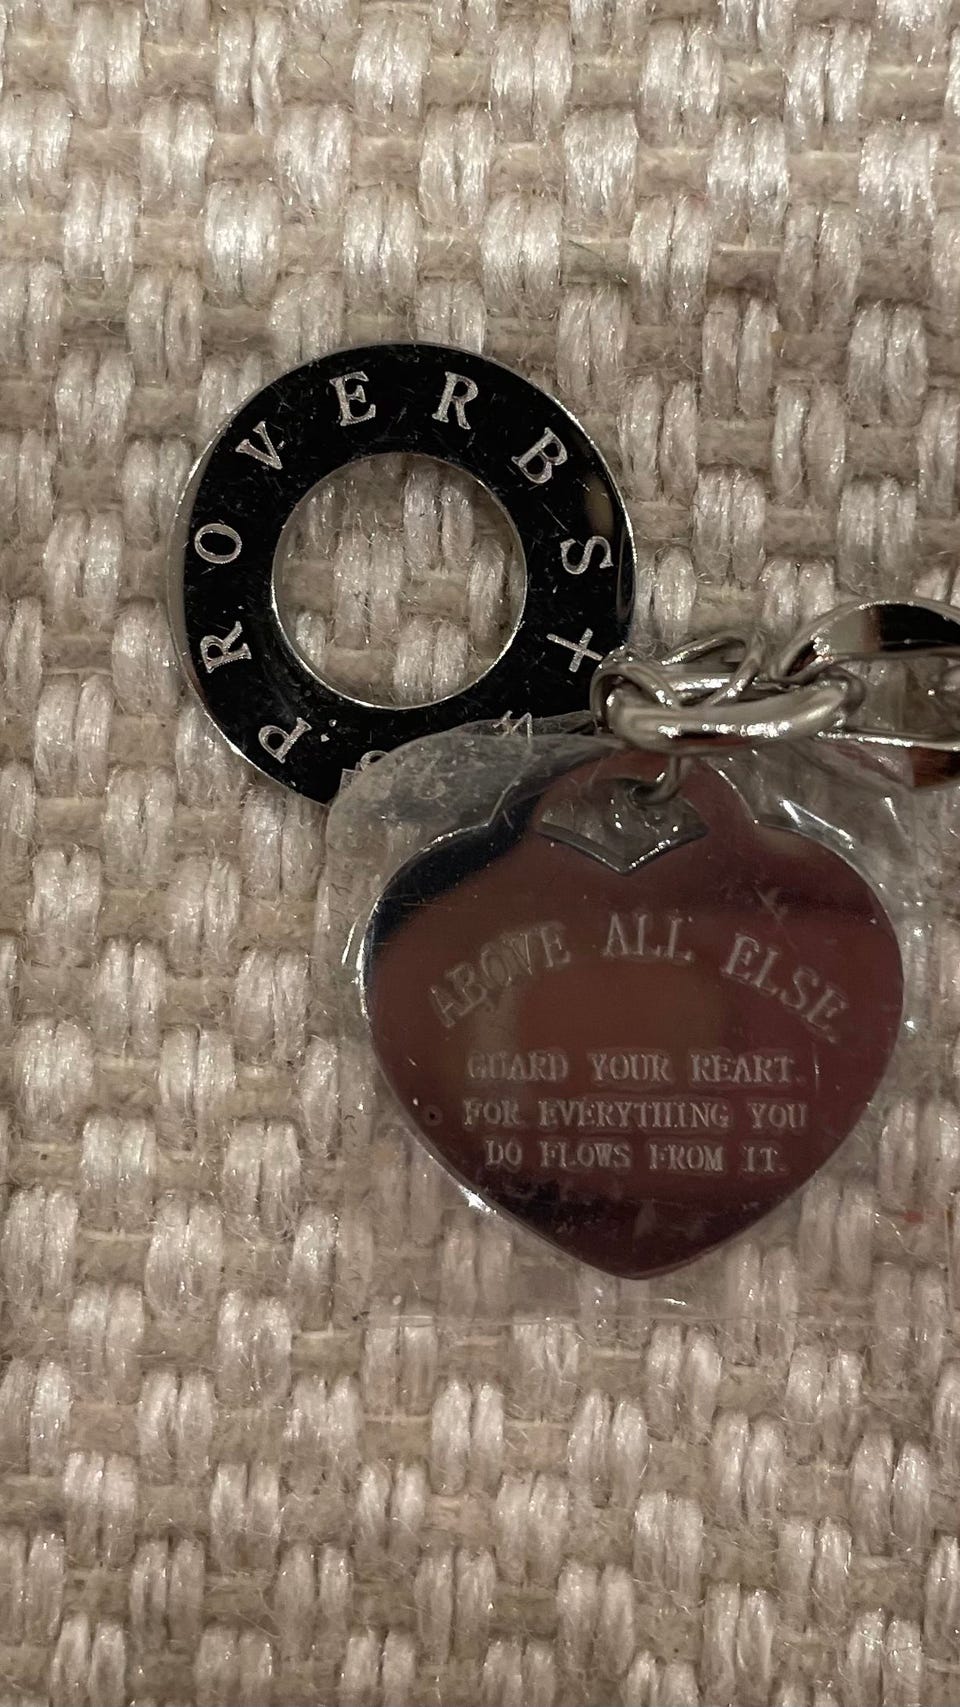 PROVERBS †
ABOVE ALL ELSE,
GUARD YOUR HEART.
FOR EVERYTHING YOU
DO FLOWS FROM IT.